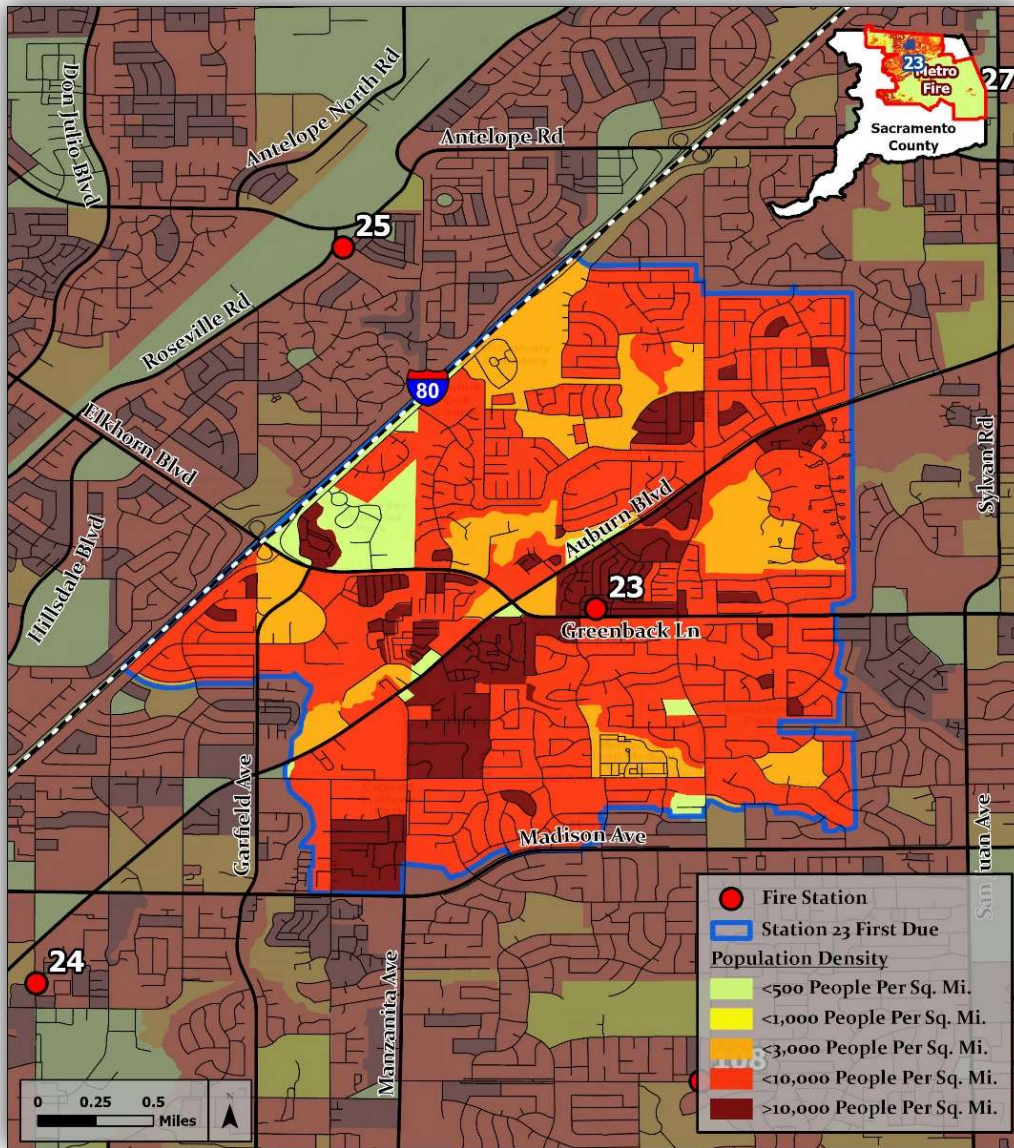 Don Julio Blvd
Antelope North Rd
Antelope Rd
23
Metro
Fire
27
Sacramento
County
25
Roseville Rd
80
Elkhorn Blvd
Sylvan Rd
Hillsdale Blvd
Auburn Blvd
23
Greenback Ln
Garfield Ave
Madison Ave
San Juan Ave
Manzanita Ave
24
108
Fire Station
Station 23 First Due
Population Density
<500 People Per Sq. Mi.
<1,000 People Per Sq. Mi.
<3,000 People Per Sq. Mi.
<10,000 People Per Sq. Mi.
>10,000 People Per Sq. Mi.
0 0.25 0.5
Miles
N